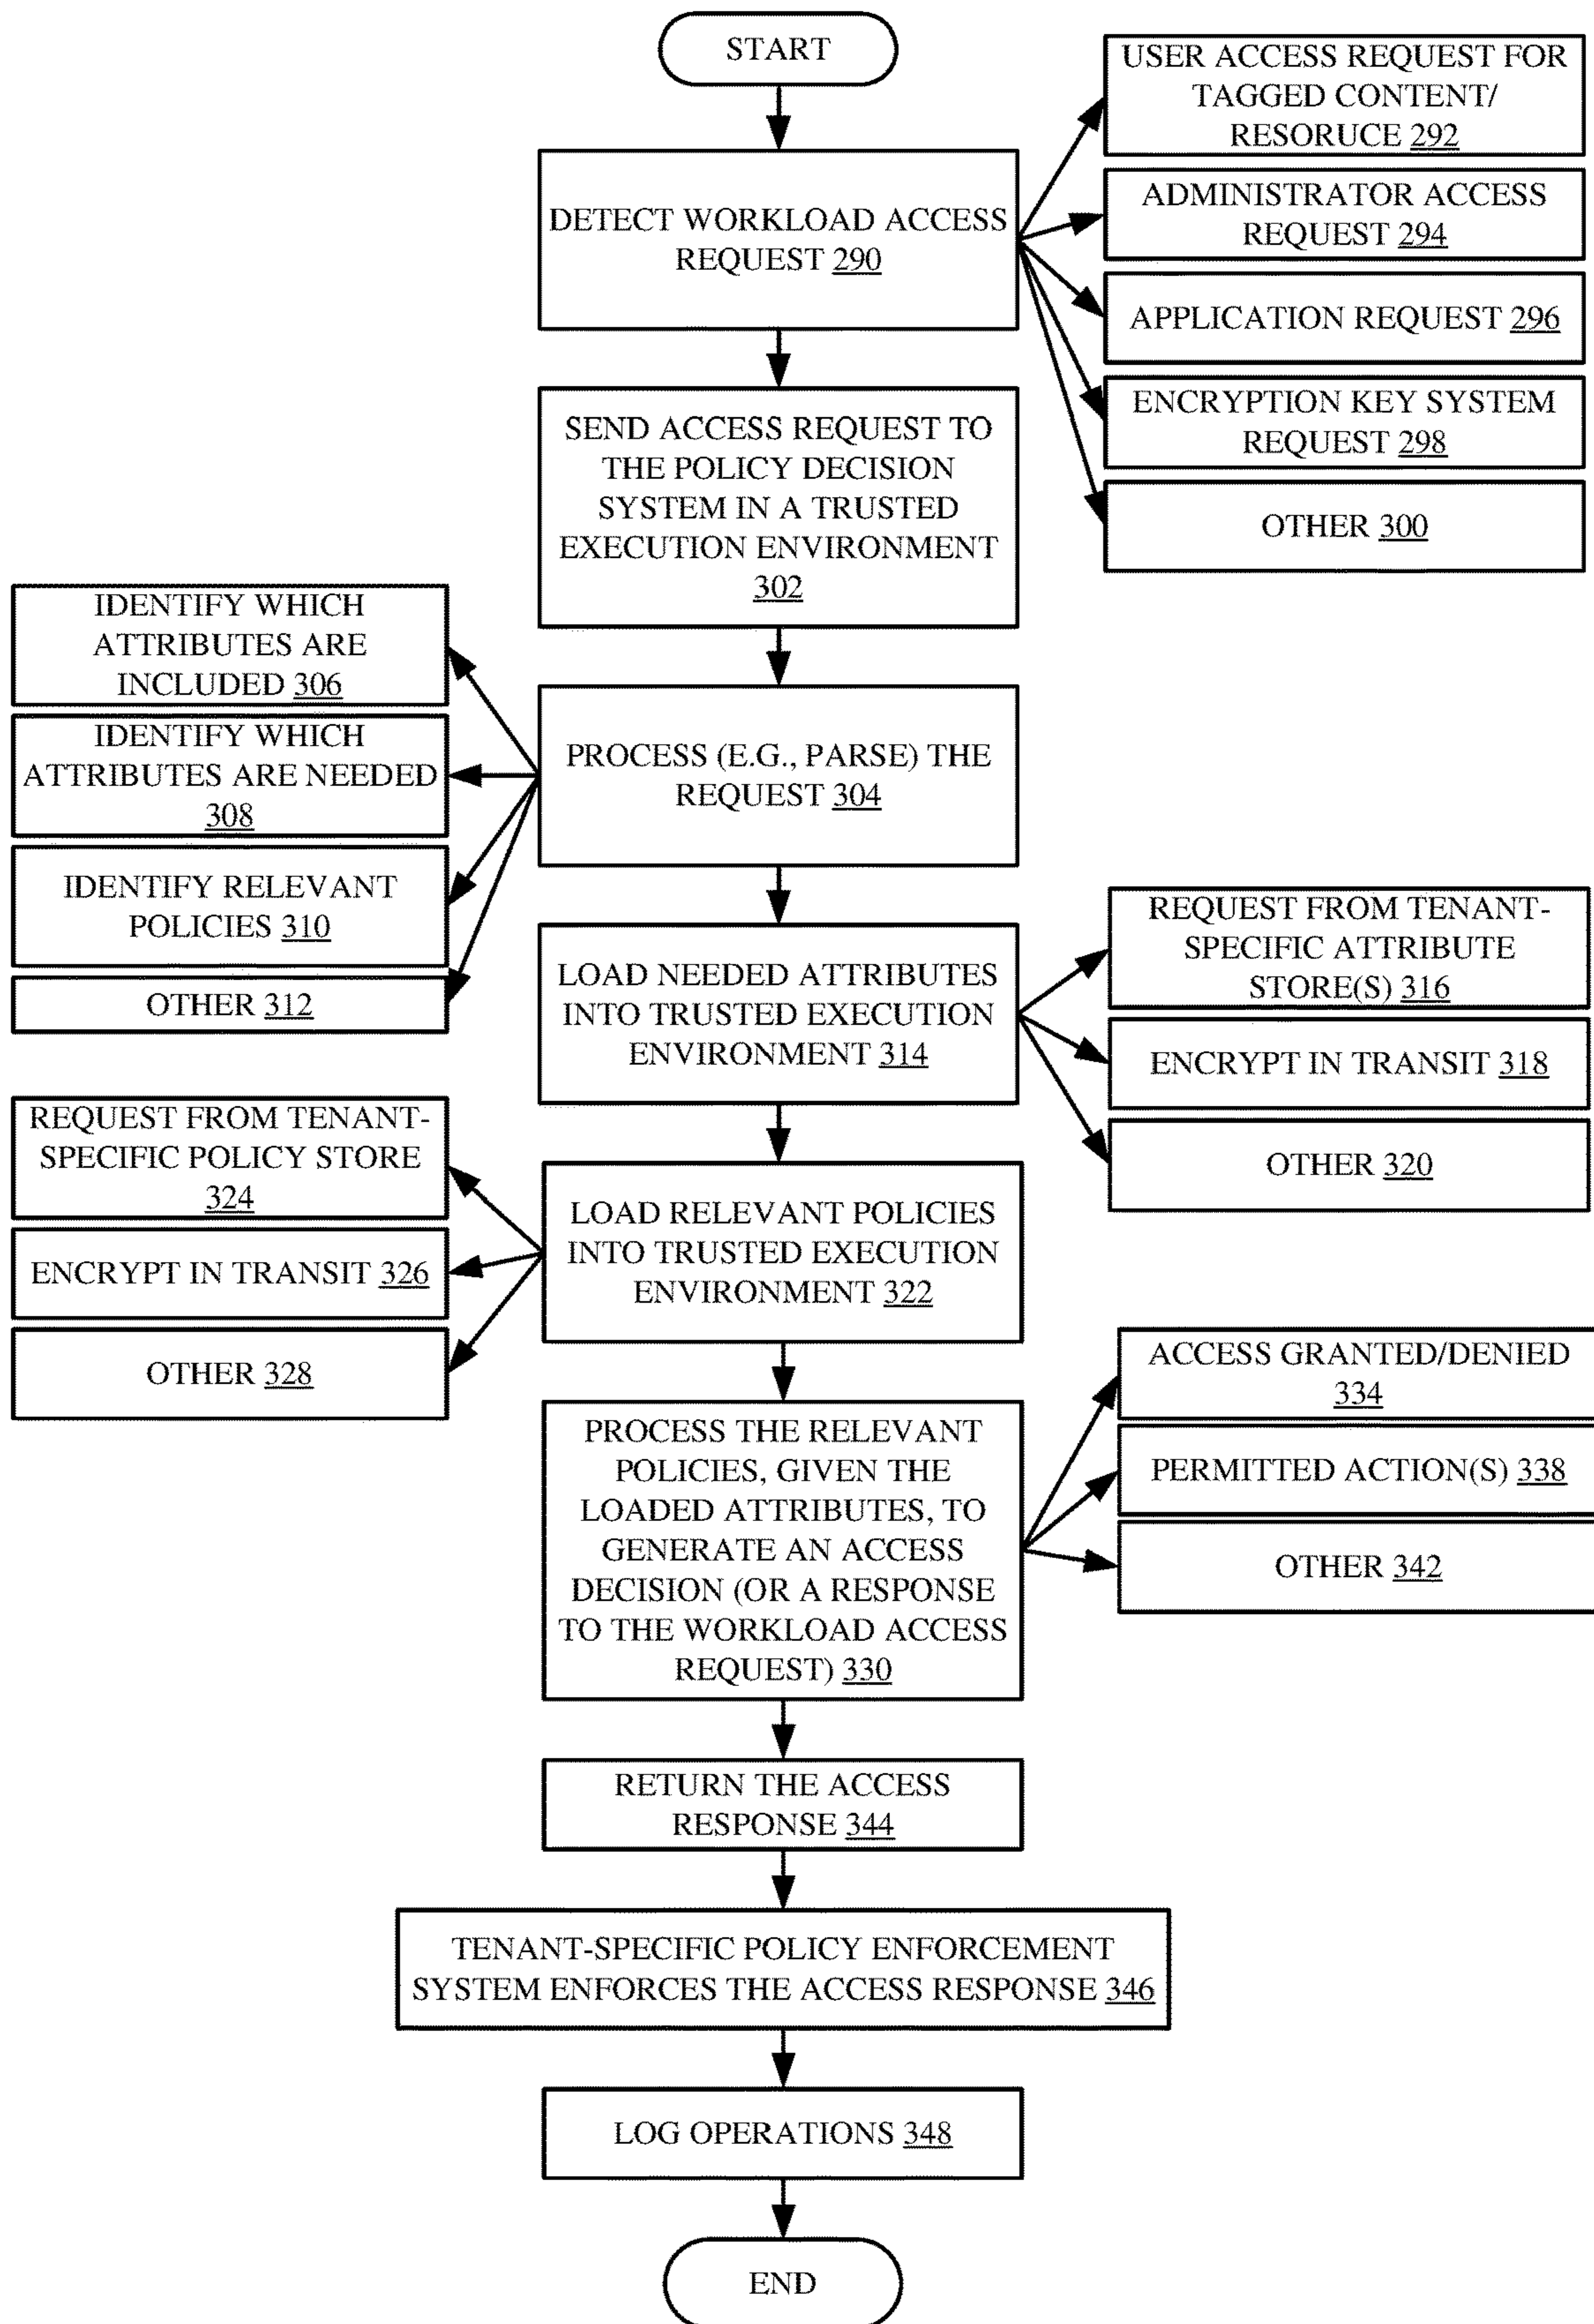 START
USER ACCESS REQUEST FOR
TAGGED CONTENT/
RESORUCE 292
DETECT WORKLOAD ACCESS
REQUEST 290
ADMINISTRATOR ACCESS
REQUEST 294
APPLICATION REQUEST 296
ENCRYPTION KEY SYSTEM
REQUEST 298
OTHER 300
SEND ACCESS REQUEST TO
THE POLICY DECISION
SYSTEM IN A TRUSTED
EXECUTION ENVIRONMENT
302
IDENTIFY WHICH
ATTRIBUTES ARE
INCLUDED 306
IDENTIFY WHICH
ATTRIBUTES ARE NEEDED
308
IDENTIFY RELEVANT
POLICIES 310
OTHER 312
PROCESS (E.G., PARSE) THE
REQUEST 304
LOAD NEEDED ATTRIBUTES
INTO TRUSTED EXECUTION
ENVIRONMENT 314
REQUEST FROM TENANT-
SPECIFIC ATTRIBUTE
STORE(S) 316
ENCRYPT IN TRANSIT 318
OTHER 320
REQUEST FROM TENANT-
SPECIFIC POLICY STORE
324
ENCRYPT IN TRANSIT 326
OTHER 328
LOAD RELEVANT POLICIES
INTO TRUSTED EXECUTION
ENVIRONMENT 322
PROCESS THE RELEVANT
POLICIES, GIVEN THE
LOADED ATTRIBUTES, TO
GENERATE AN ACCESS
DECISION (OR A RESPONSE
TO THE WORKLOAD ACCESS
REQUEST) 330
ACCESS GRANTED/DENIED
334
PERMITTED ACTION(S) 338
OTHER 342
RETURN THE ACCESS
RESPONSE 344
TENANT-SPECIFIC POLICY ENFORCEMENT
SYSTEM ENFORCES THE ACCESS RESPONSE 346
LOG OPERATIONS 348
END